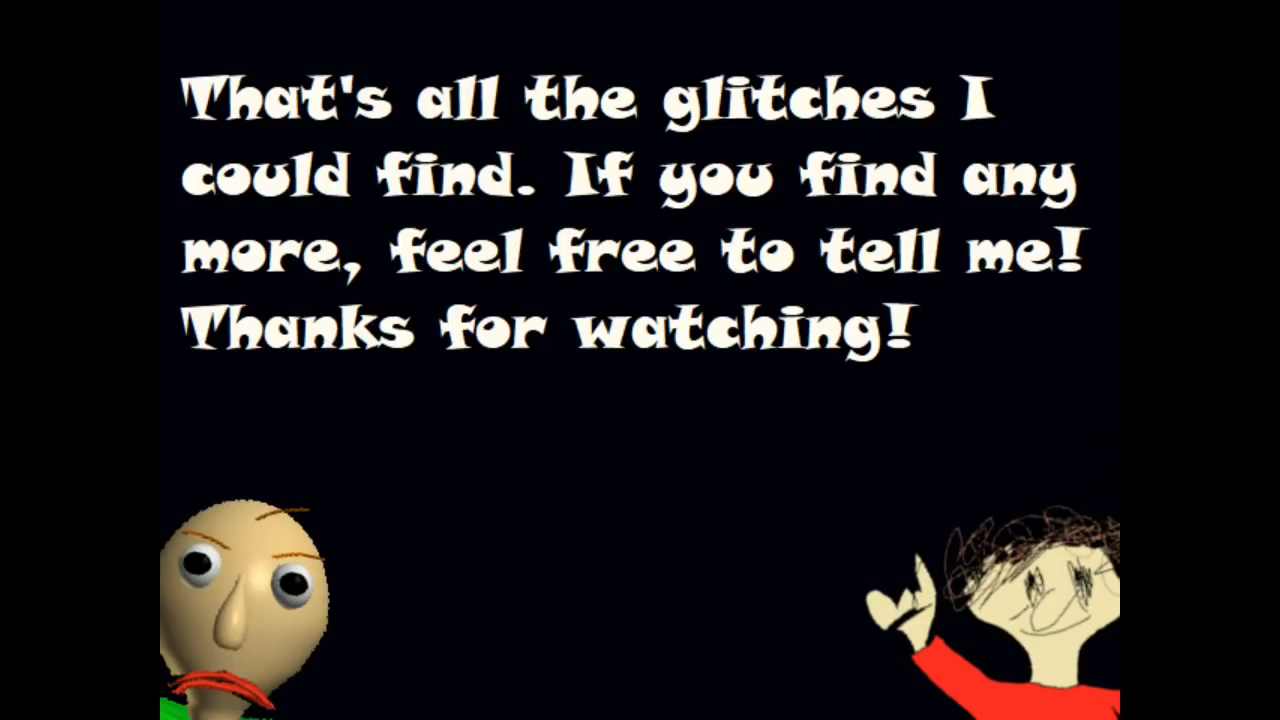 That's all the glitches I
could find. If you find any
more, feel free to tell me!
Thanks for watching!